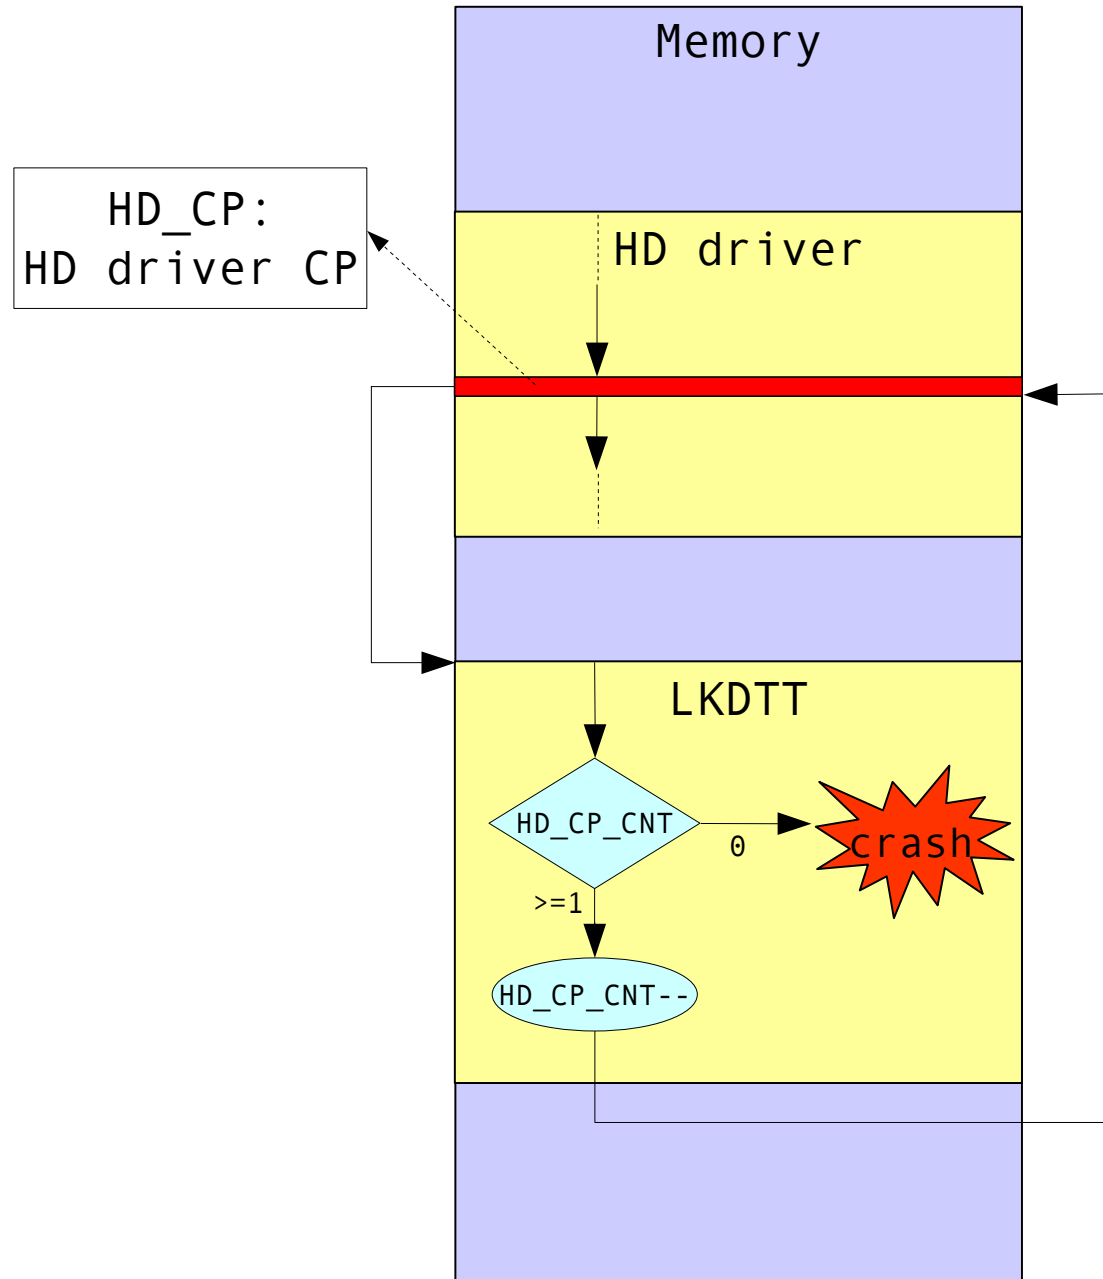 Memory
HD_CP:
HD driver CP
HD driver
LKDTT
HD_CP_CNT
0
crash
>=1
HD_CP_CNT--